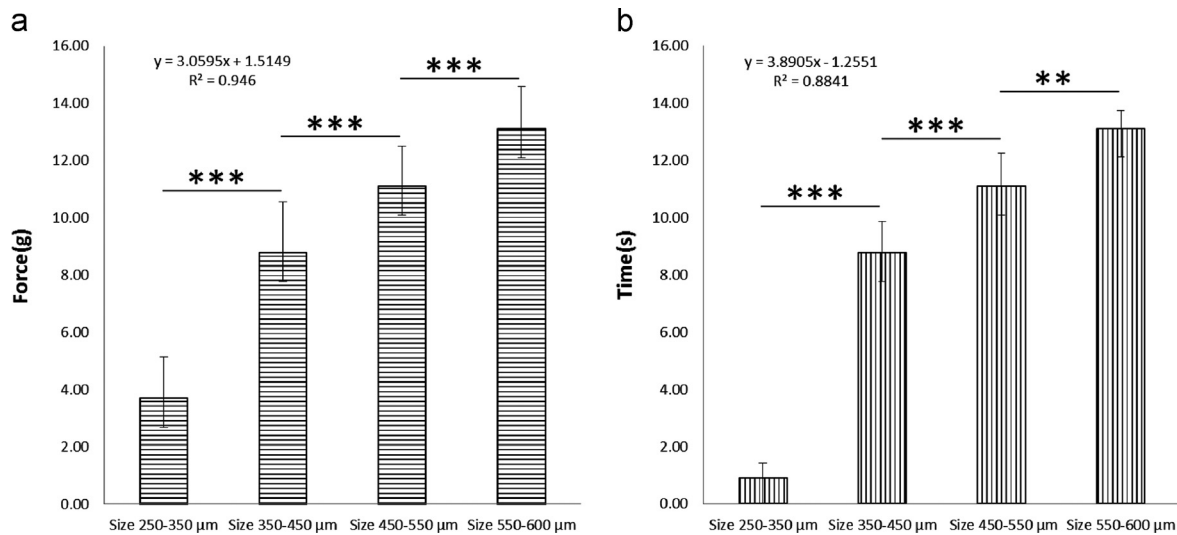 a
16.00
14.00
12.00
10.00
8.00
6.00
4.00
2.00
0.00
Force(g)
y = 3.0595x + 1.5149
R² = 0.946
***
***
***
Size 250-350 µm
Size 350-450 µm
Size 450-550 µm
Size 550-600 µm
b
16.00
14.00
12.00
10.00
8.00
6.00
4.00
2.00
0.00
Time(s)
y = 3.8905x - 1.2551
R² = 0.8841
***
***
**
Size 250-350 µm
Size 350-450 µm
Size 450-550 µm
Size 550-600 µm